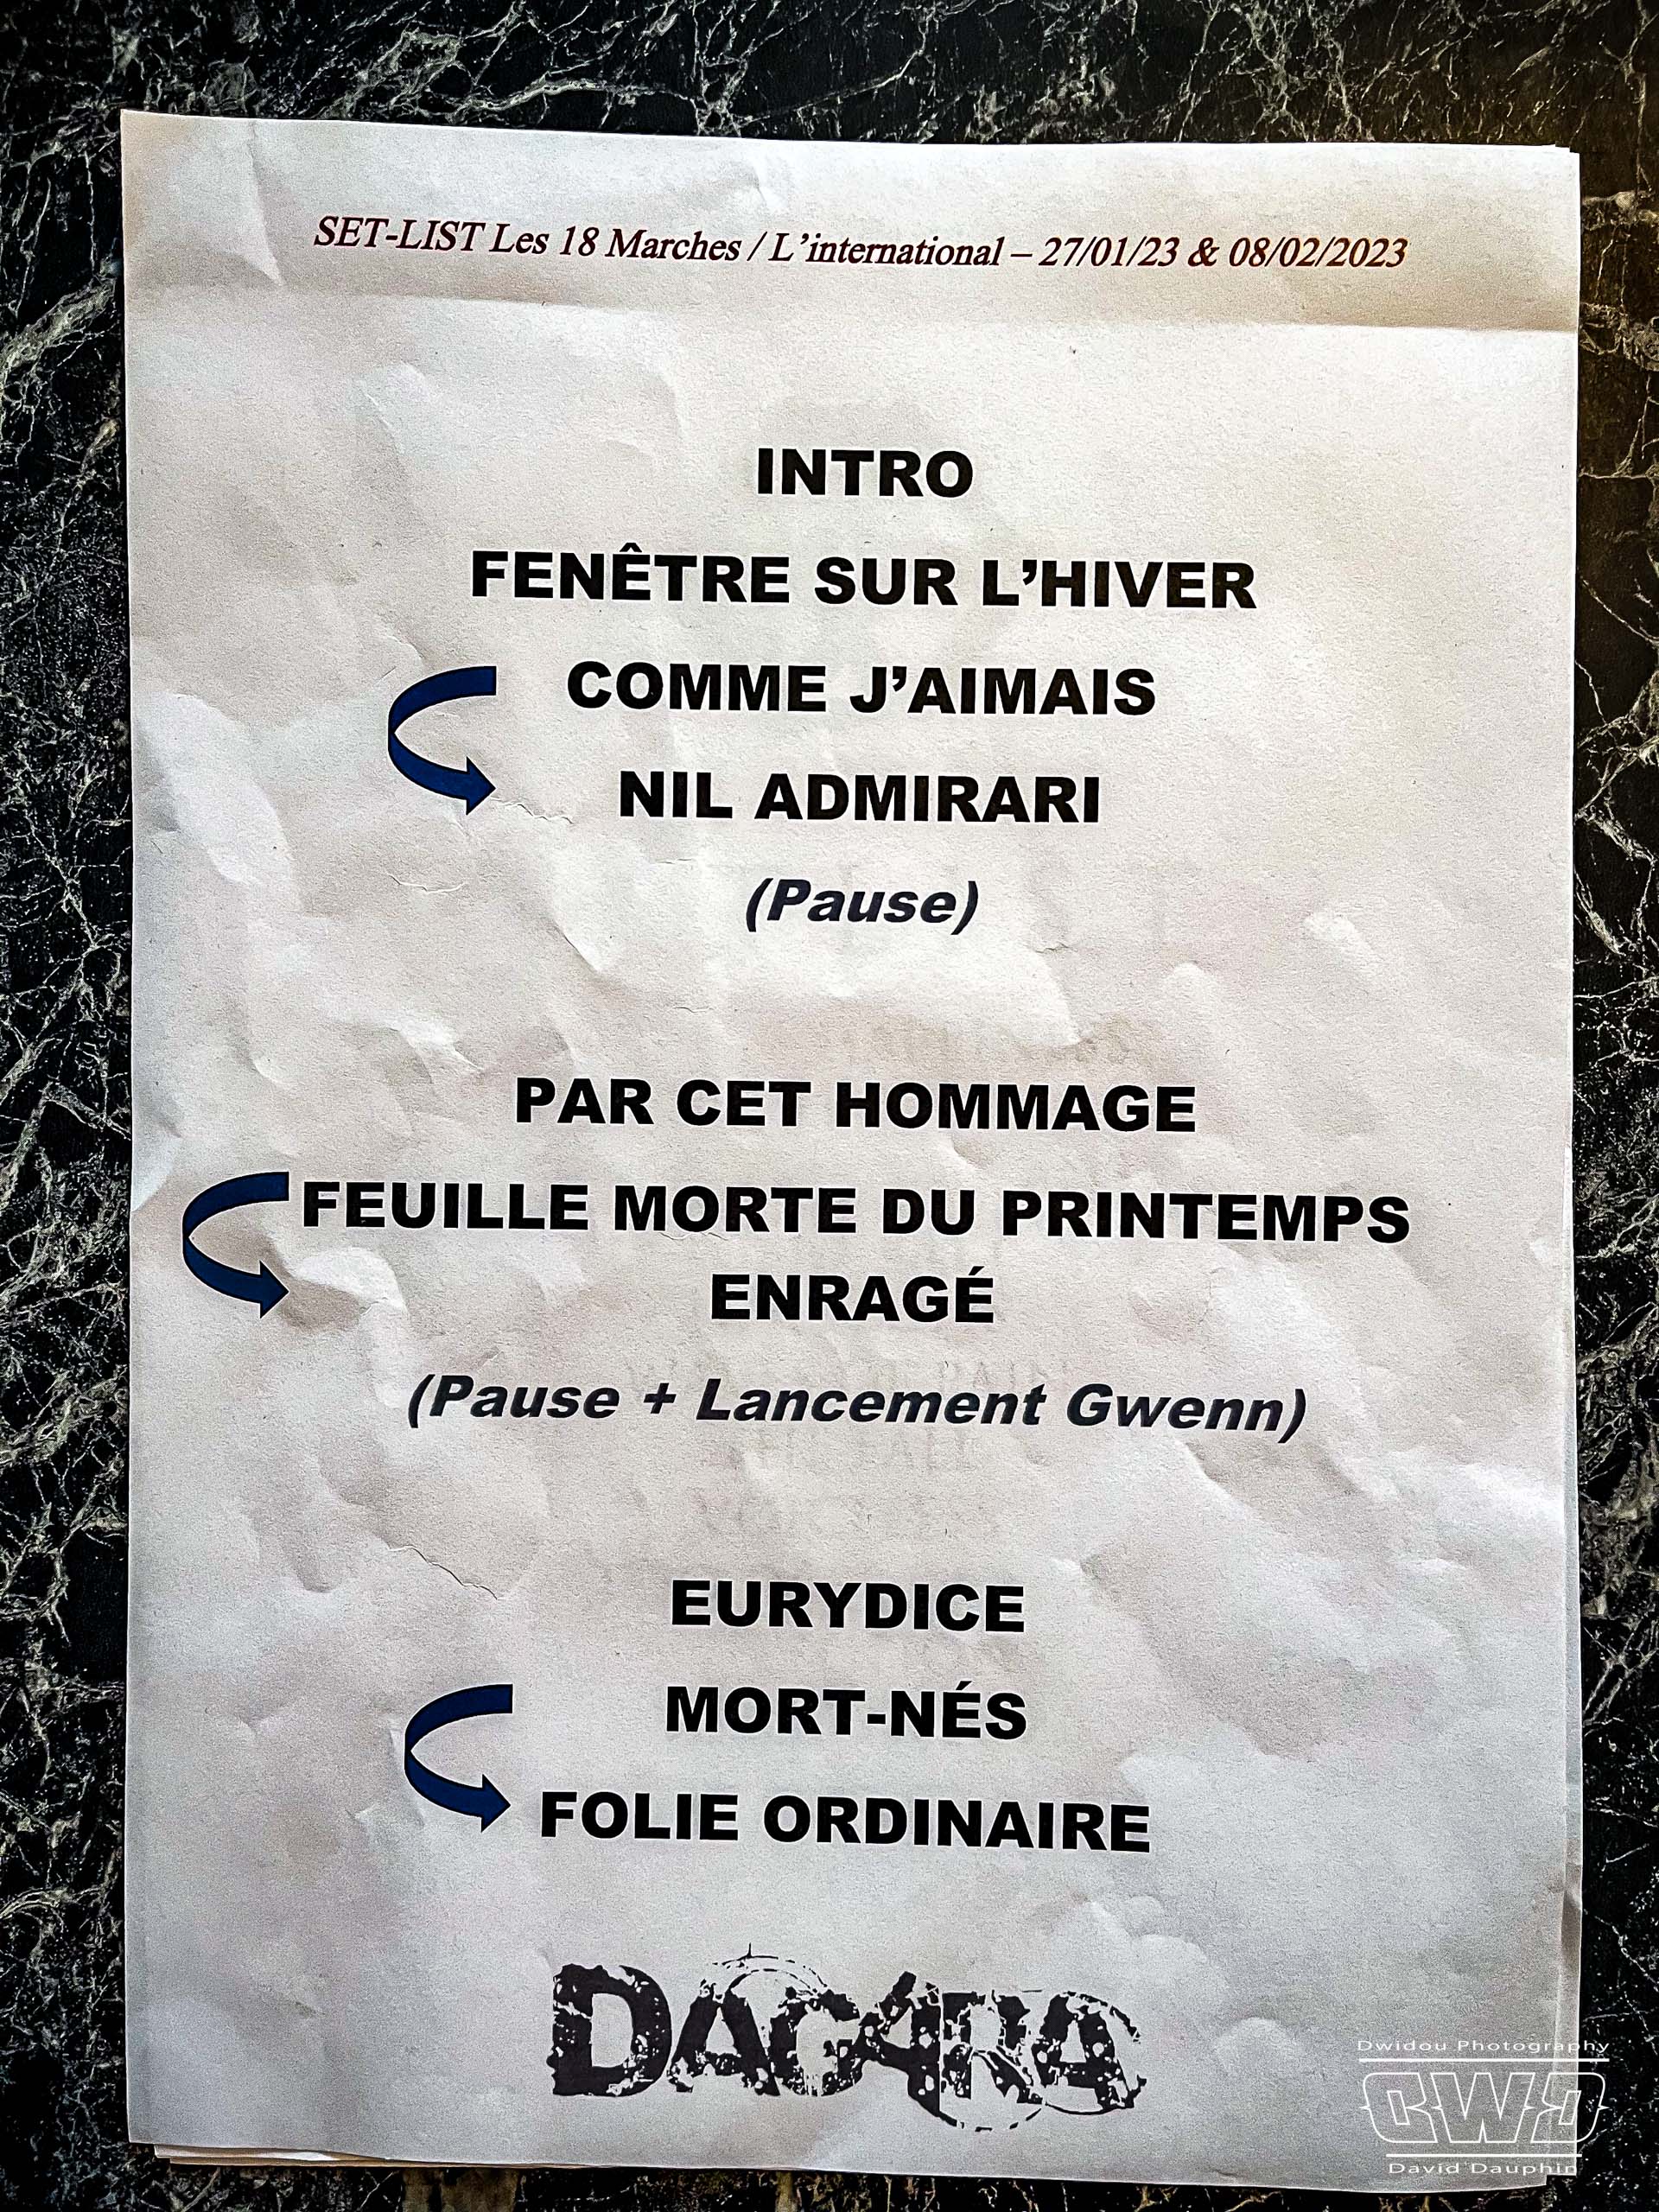 SET-LIST Les 18 Marches / L’international – 27/01/23 & 08/02/2023
INTRO
FENÊTRE SUR L’HIVER
COMME J’AIMAIS
NIL ADMIRARI
(Pause)
PAR CET HOMMAGE
FEUILLE MORTE DU PRINTEMPS
ENRAGÉ
(Pause + Lancement Gwenn)
EURYDICE
MORT-NÉS
FOLIE ORDINAIRE
DAGARA
Dwidou Photography
DWD
David Dauphin